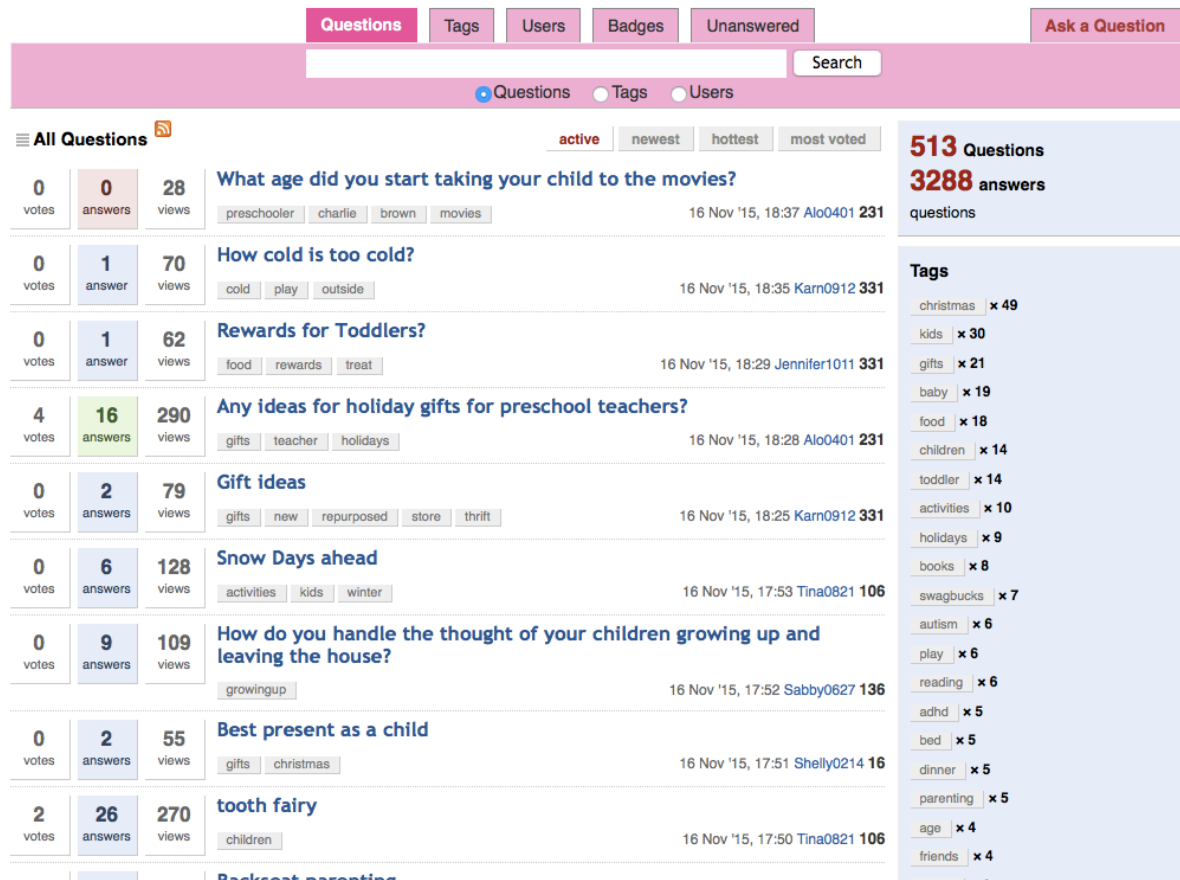 Questions Tags Users Badges Unanswered Ask a Question
Search
Questions Tags Users
All Questions active newest hottest most voted
0 votes 0 answers 28 views
What age did you start taking your child to the movies?
preschooler charlie brown movies 16 Nov '15, 18:37 Alo0401 231
0 votes 1 answer 70 views
How cold is too cold?
cold play outside 16 Nov '15, 18:35 Karn0912 331
0 votes 1 answer 62 views
Rewards for Toddlers?
food rewards treat 16 Nov '15, 18:29 Jennifer1011 331
4 votes 16 answers 290 views
Any ideas for holiday gifts for preschool teachers?
gifts teacher holidays 16 Nov '15, 18:28 Alo0401 231
0 votes 2 answers 79 views
Gift ideas
gifts new repurposed store thrift 16 Nov '15, 18:25 Karn0912 331
0 votes 6 answers 128 views
Snow Days ahead
activities kids winter 16 Nov '15, 17:53 Tina0821 106
0 votes 9 answers 109 views
How do you handle the thought of your children growing up and
leaving the house?
growingup 16 Nov '15, 17:52 Sabby0627 136
0 votes 2 answers 55 views
Best present as a child
gifts christmas 16 Nov '15, 17:51 Shelly0214 16
2 votes 26 answers 270 views
tooth fairy
children 16 Nov '15, 17:50 Tina0821 106
Backseat parenting
513 Questions
3288 answers
questions
Tags
christmas × 49
kids × 30
gifts × 21
baby × 19
food × 18
children × 14
toddler × 14
activities × 10
holidays × 9
books × 8
swagbucks × 7
autism × 6
play × 6
reading × 6
adhd × 5
bed × 5
dinner × 5
parenting × 5
age × 4
friends × 4